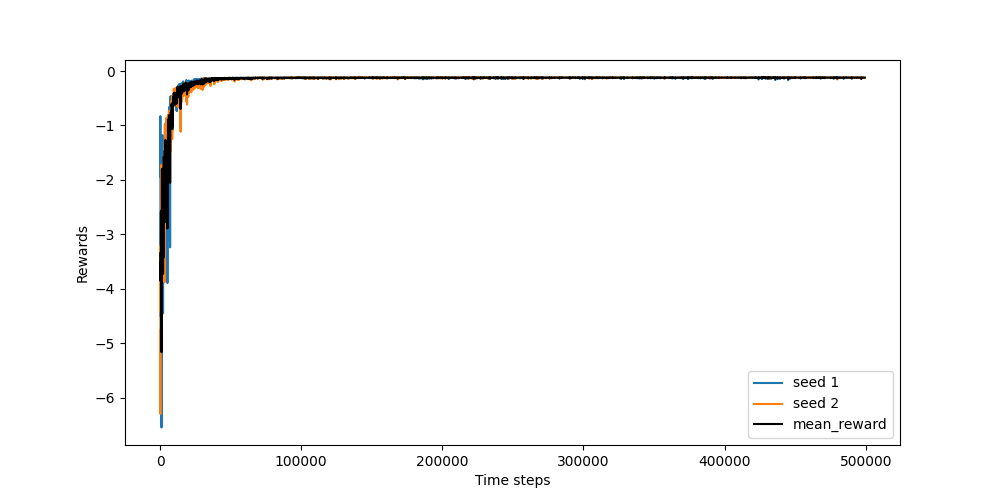 0
−1
−2
−3
−4
−5
−6
Rewards
0
100000
200000
300000
400000
500000
Time steps
seed 1
seed 2
mean_reward